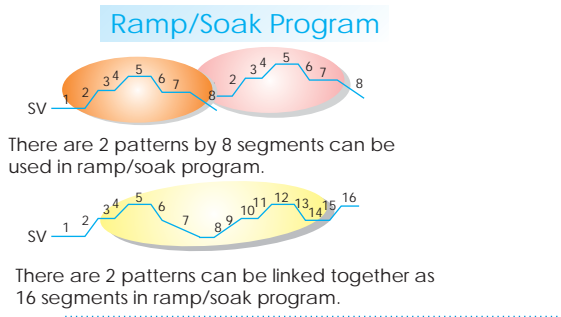 Ramp/Soak Program
SV 1 2 3 4 5 6 7 8 2 3 4 5 6 7 8
There are 2 patterns by 8 segments can be
used in ramp/soak program.
SV 1 2 3 4 5 6 7 8 9 10 11 12 13 14 15 16
There are 2 patterns can be linked together as
16 segments in ramp/soak program.